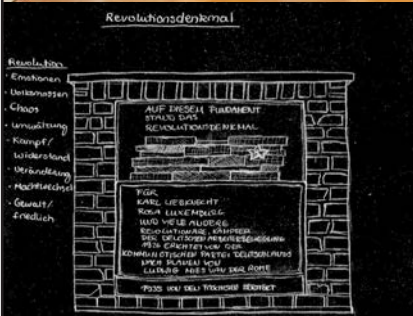 Revolutionsdenkmal
Revolution
- Emotionen
- Volksmassen
- Chaos
- Umwälzung
- Kampf/
widerstand
- Veränderung
- Machtwechsel
- Gewalt/
friedlich
AUF DIESEM FUNDAMENT
STAND DAS
REVOLUTIONSDENKMAL
FÜR
KARL LIEBKNECHT
ROSA LUXEMBURG
UND VIELE ANDERE
REVOLUTIONÄRE KÄMPFER
DER DEUTSCHEN ARBEITERBEWEGUNG
1926 ERICHTET VON DER
KOMMUNISTISCHEN PARTEI DEUTSCHLANDS
NACH PLÄNEN VON
LUDWIG MIES VAN DER ROHE
1935 VON DEN FASCHISTEN ZERSTÖRT